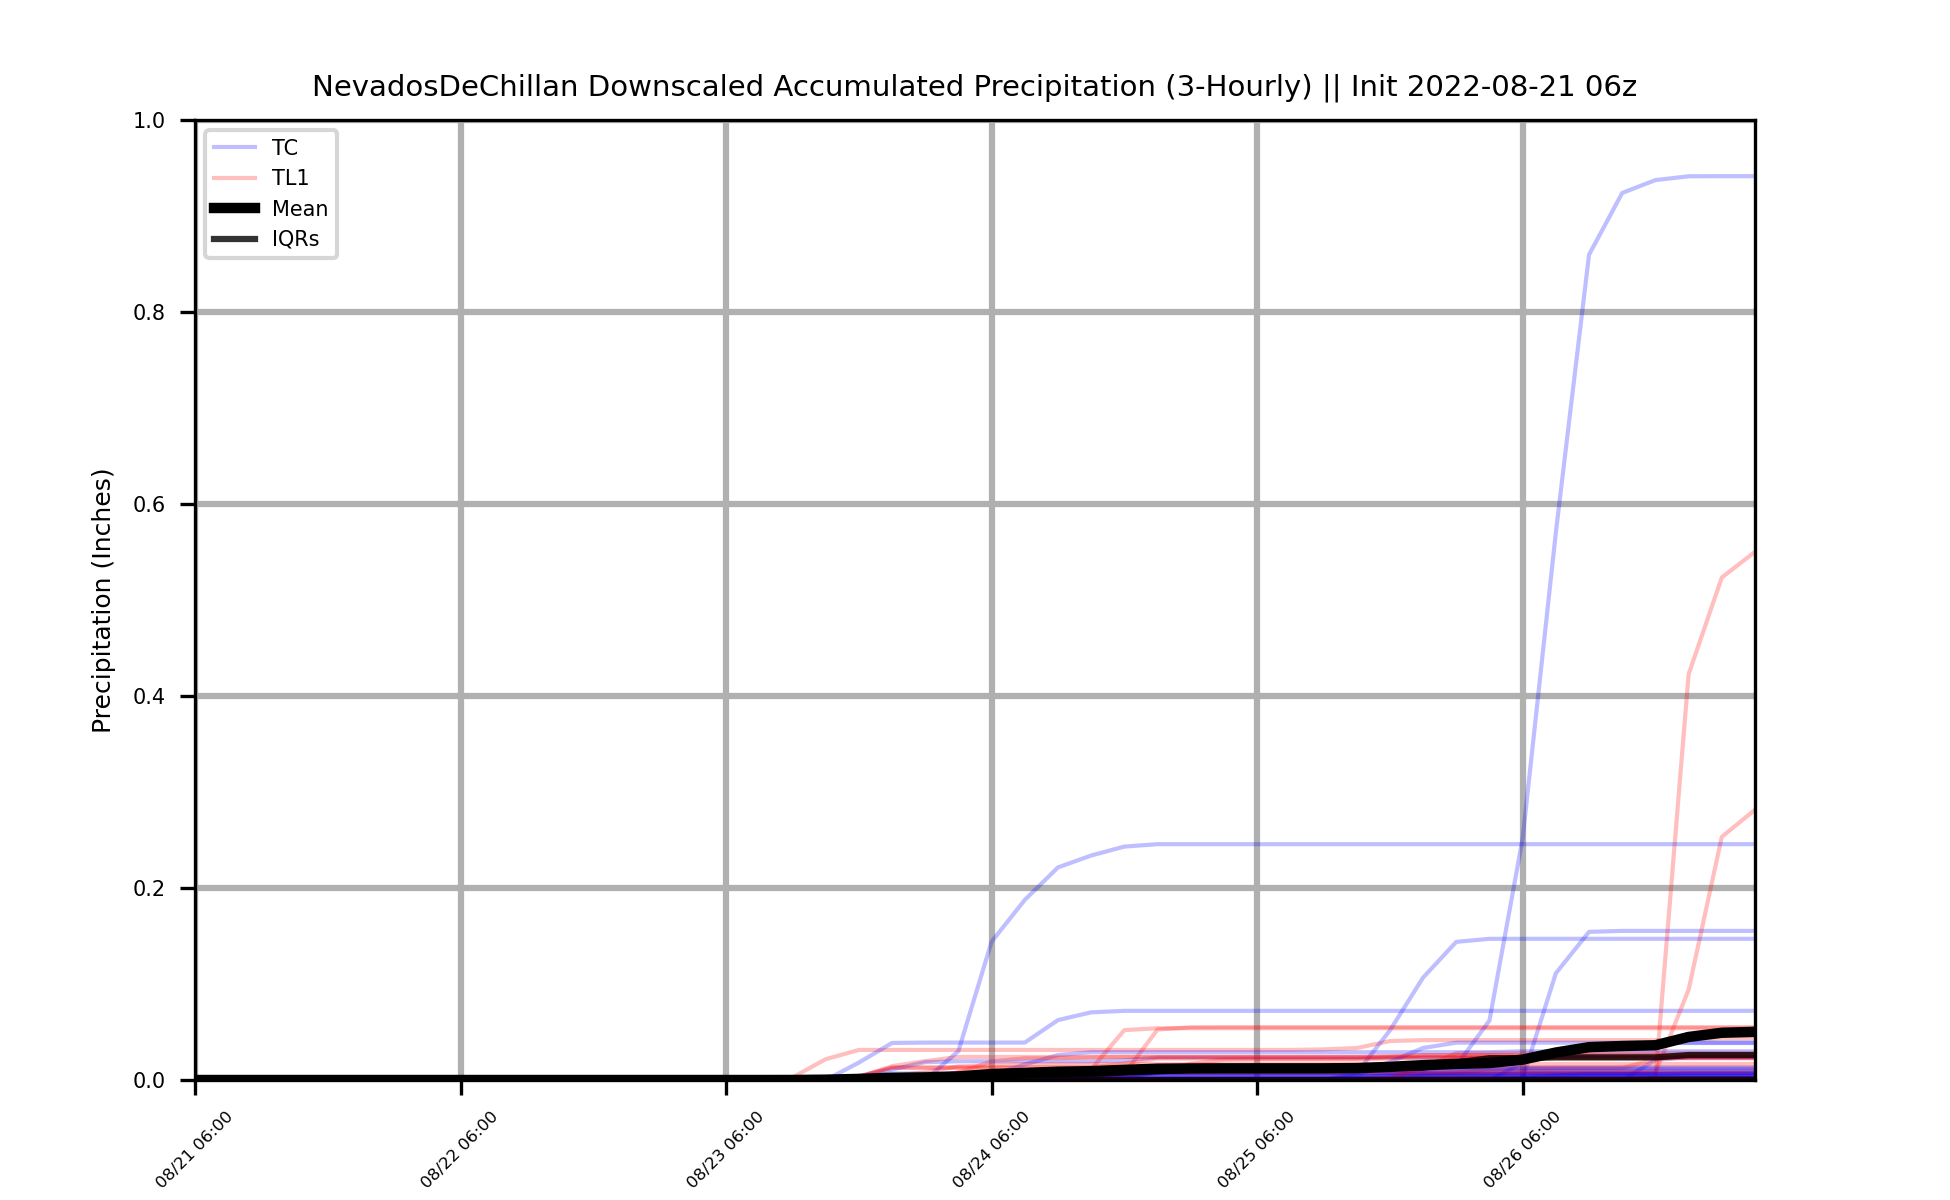 NevadosDeChillan Downscaled Accumulated Precipitation (3-Hourly) || Init 2022-08-21 06z
1.0
0.8
0.6
0.4
0.2
0.0
Precipitation (Inches)
TC
TL1
Mean
IQRs
08/21 06:00
08/22 06:00
08/23 06:00
08/24 06:00
08/25 06:00
08/26 06:00